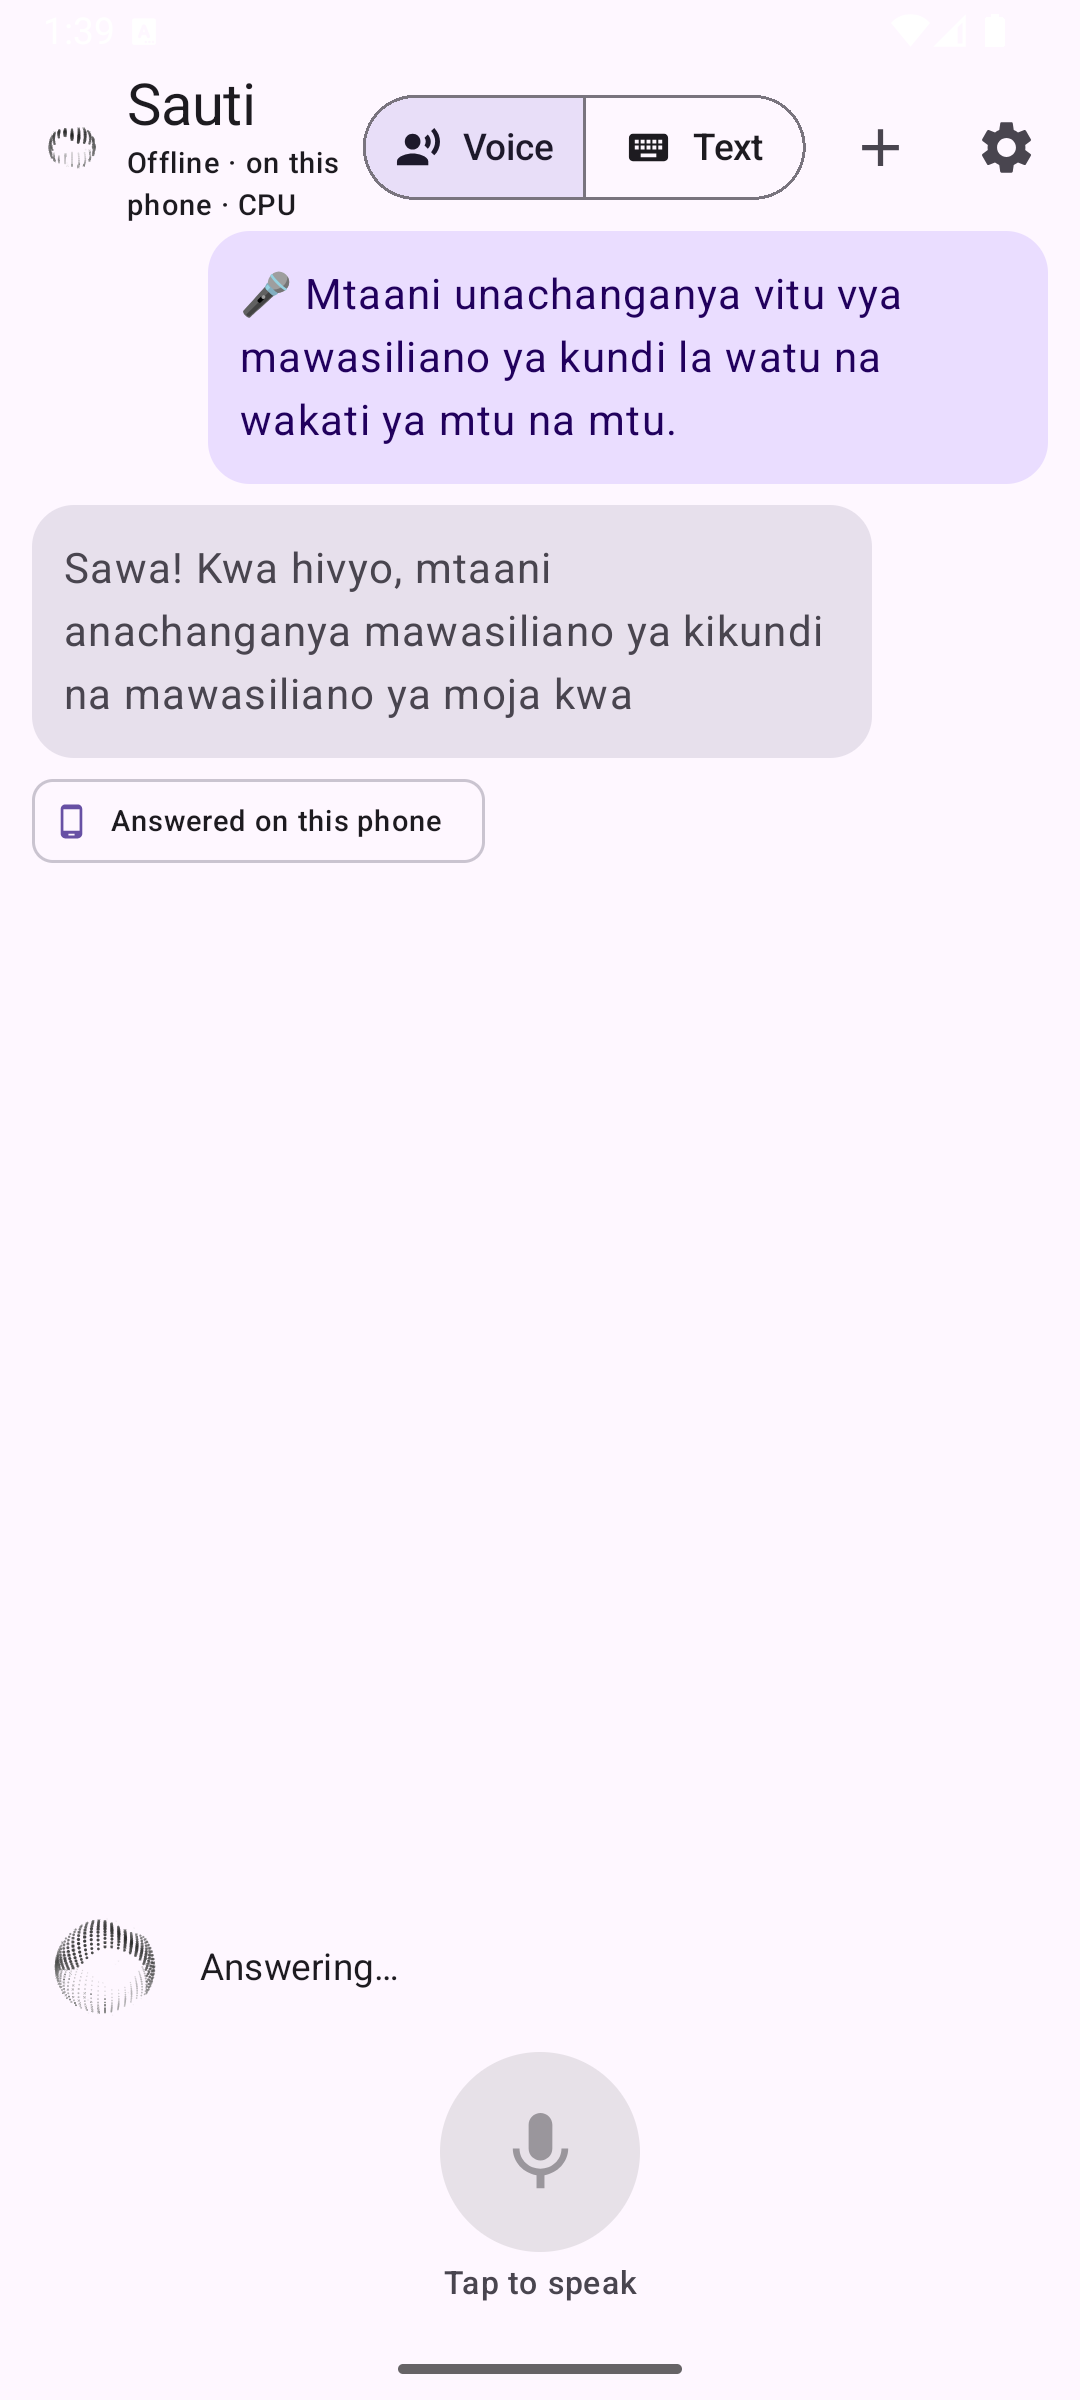 1:39
Sauti
Offline · on this
phone · CPU
Voice
Text
🎤 Mtaani unachanganya vitu vya
mawasiliano ya kundi la watu na
wakati ya mtu na mtu.
Sawa! Kwa hivyo, mtaani
anachanganya mawasiliano ya kikundi
na mawasiliano ya moja kwa
Answered on this phone
Answering…
Tap to speak